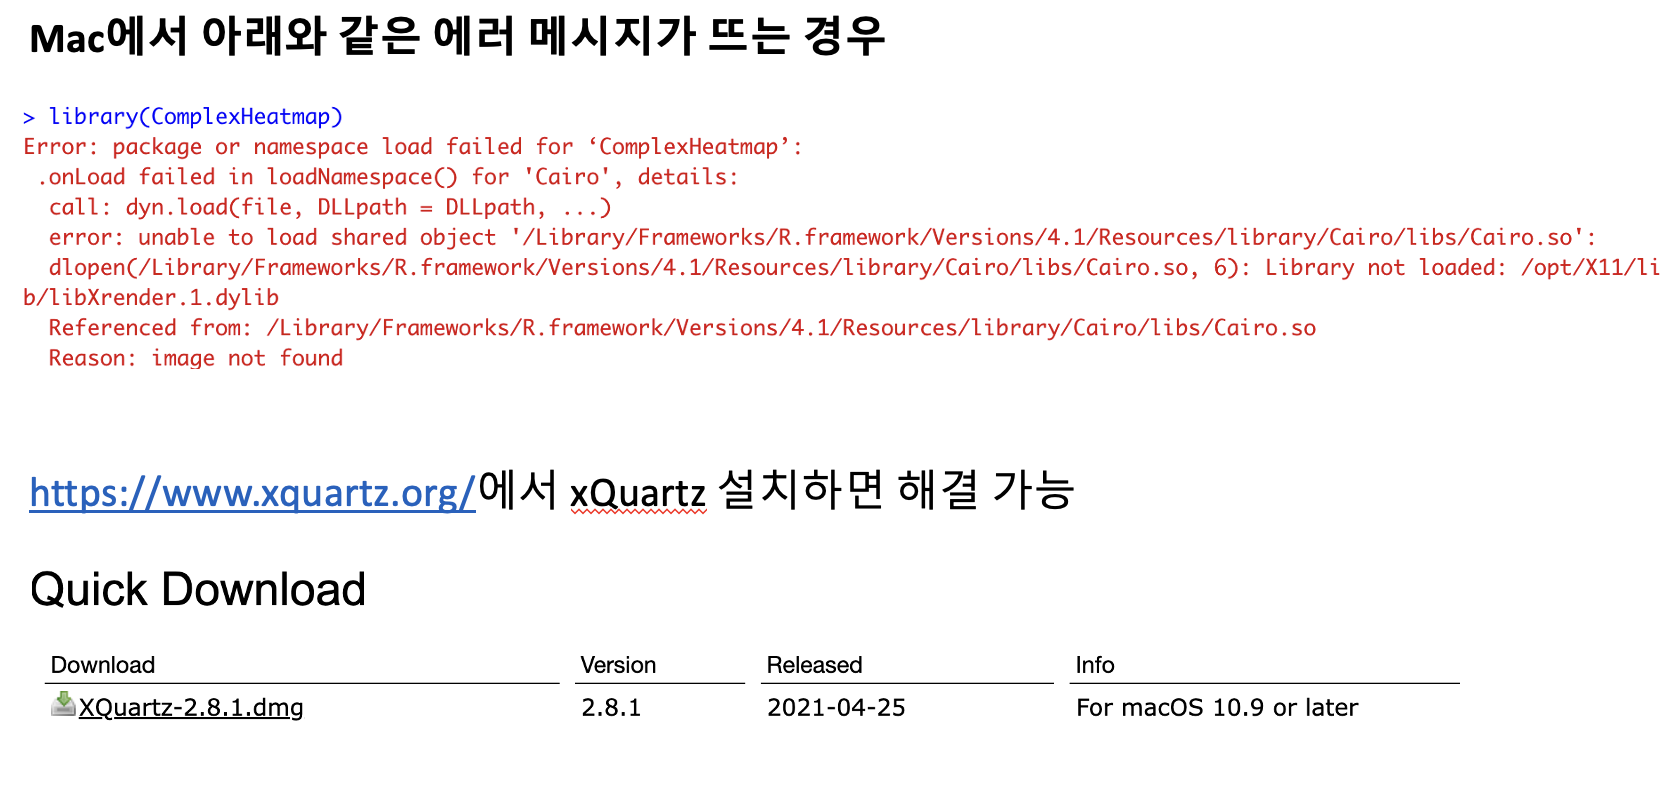 Mac에서 아래와 같은 에러 메시지가 뜨는 경우
> library(ComplexHeatmap)
Error: package or namespace load failed for ‘ComplexHeatmap’:
 .onLoad failed in loadNamespace() for 'Cairo', details:
  call: dyn.load(file, DLLpath = DLLpath, ...)
  error: unable to load shared object '/Library/Frameworks/R.framework/Versions/4.1/Resources/library/Cairo/libs/Cairo.so':
  dlopen(/Library/Frameworks/R.framework/Versions/4.1/Resources/library/Cairo/libs/Cairo.so, 6): Library not loaded: /opt/X11/li
b/libXrender.1.dylib
  Referenced from: /Library/Frameworks/R.framework/Versions/4.1/Resources/library/Cairo/libs/Cairo.so
  Reason: image not found
https://www.xquartz.org/에서 xQuartz 설치하면 해결 가능
Quick Download
Download Version Released Info
XQuartz-2.8.1.dmg 2.8.1 2021-04-25 For macOS 10.9 or later